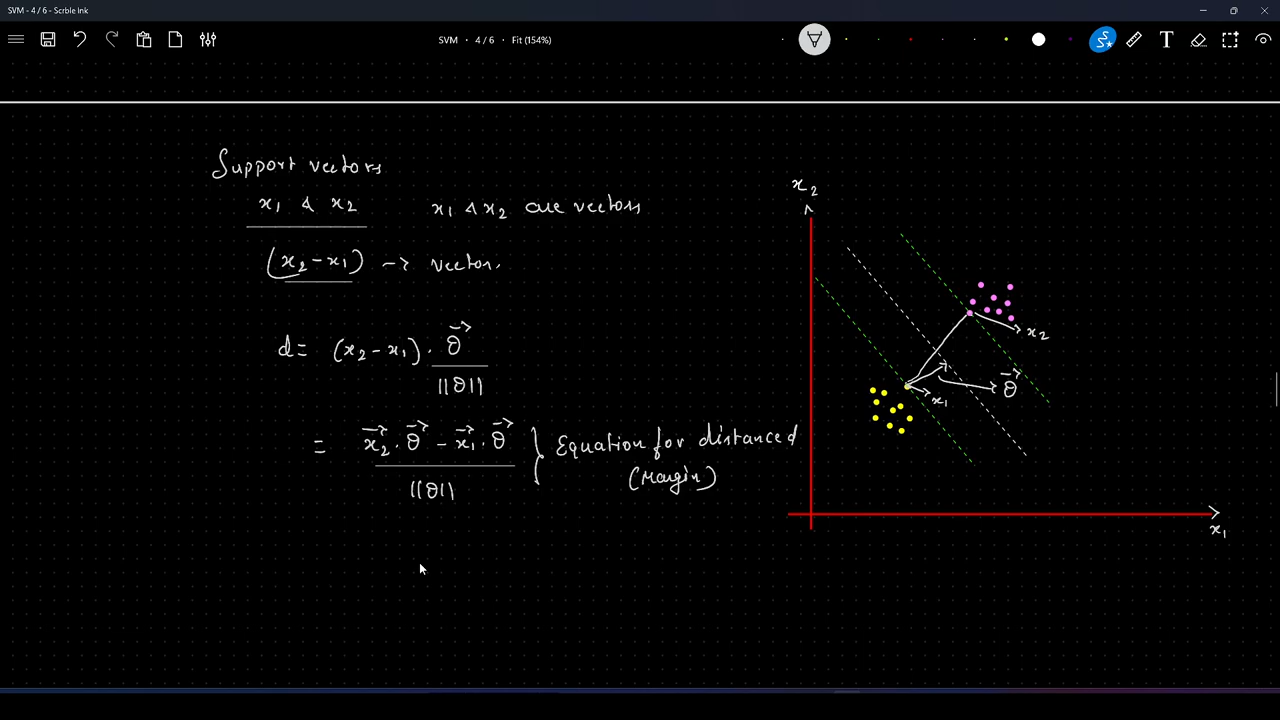 SVM - 4 / 6 - Scrble Ink
SVM • 4 / 6 • Fit (154%)
Support vectors
x₁ & x₂ x₁ & x₂ are vectors
(x₂-x₁) -> vector.
d = (x₂-x₁) . θ⃗
||θ||
= x⃗₂ . θ⃗ - x⃗₁ . θ⃗ } Equation for distance d
||θ|| (Margin)
x₂
x₂
θ⃗
x₁
x₁